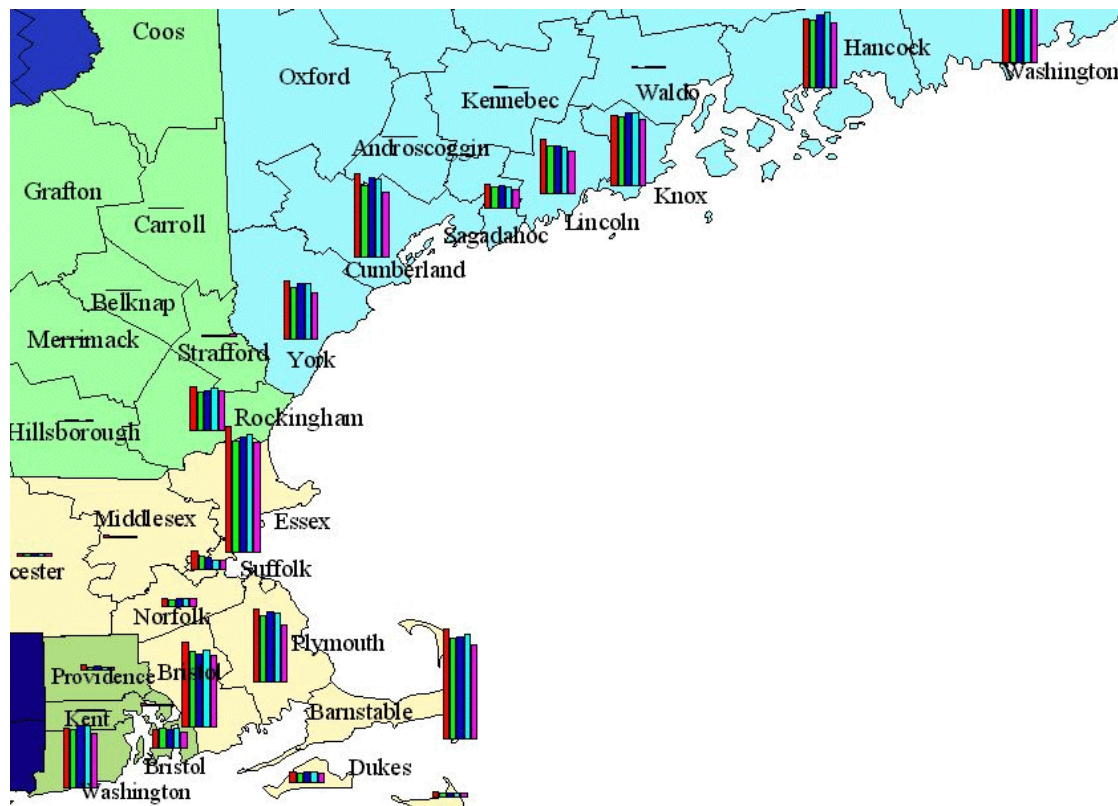 Coos
Hancock
Oxford
Washington
Kennebec
Waldo
Androscoggin
Grafton
Knox
Carroll
Lincoln
Sagadahoc
Cumberland
Belknap
Merrimack
Strafford
York
Rockingham
Hillsborough
Middlesex
Essex
cester
Suffolk
Norfolk
Plymouth
Providence
Bristol
Kent
Barnstable
Bristol
Dukes
Washington